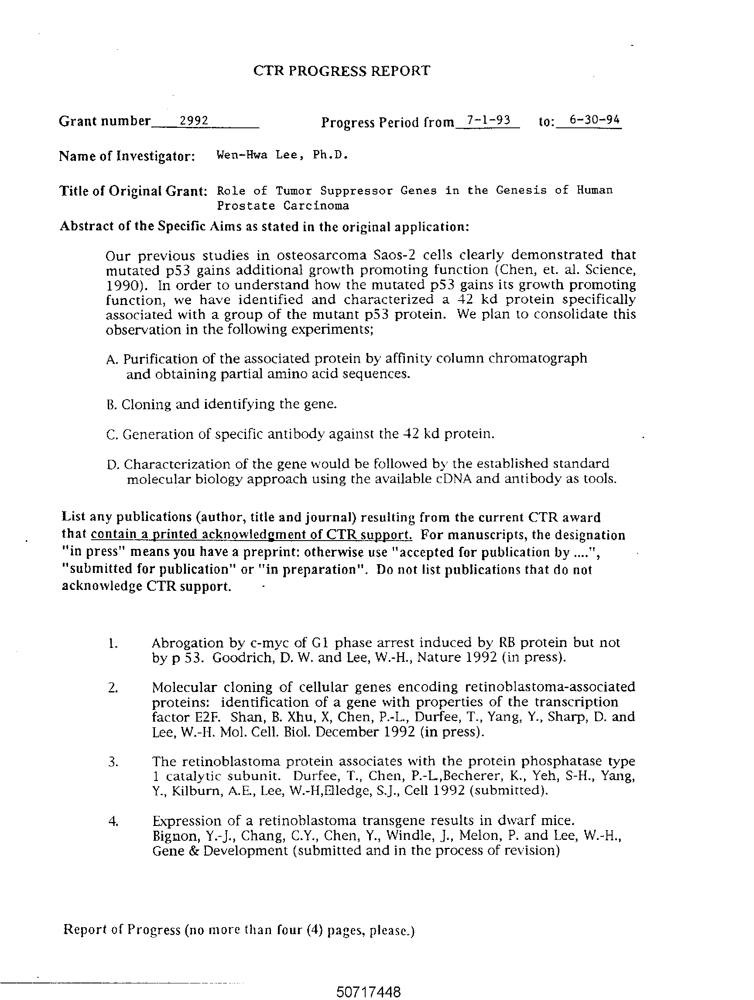 CTR PROGRESS REPORT
Grant number 2992 Progress Period from 7-1-93 to: 6-30-94
Name of Investigator: Wen-Hwa Lee, Ph.D.
Title of Original Grant: Role of Tumor Suppressor Genes in the Genesis of Human
Prostate Carcinoma
Abstract of the Specific Aims as stated in the original application:
Our previous studies in osteosarcoma Saos-2 cells clearly demonstrated that
mutated p53 gains additional growth promoting function (Chen, et. al. Science,
1990). In order to understand how the mutated p53 gains its growth promoting
function, we have identified and characterized a 42 kd protein specifically
associated with a group of the mutant p53 protein. We plan to consolidate this
observation in the following experiments;
A. Purification of the associated protein by affinity column chromatograph
and obtaining partial amino acid sequences.
B. Cloning and identifying the gene.
C. Generation of specific antibody against the 42 kd protein.
D. Characterization of the gene would be followed by the established standard
molecular biology approach using the available cDNA and antibody as tools.
List any publications (author, title and journal) resulting from the current CTR award
that contain a printed acknowledgment of CTR support. For manuscripts, the designation
"in press" means you have a preprint: otherwise use "accepted for publication by ....",
"submitted for publication" or "in preparation". Do not list publications that do not
acknowledge CTR support.
1. Abrogation by c-myc of G1 phase arrest induced by RB protein but not
by p 53. Goodrich, D. W. and Lee, W.-H., Nature 1992 (in press).
2. Molecular cloning of cellular genes encoding retinoblastoma-associated
proteins: identification of a gene with properties of the transcription
factor E2F. Shan, B. Xhu, X, Chen, P.-L., Durfee, T., Yang, Y., Sharp, D. and
Lee, W.-H. Mol. Cell. Biol. December 1992 (in press).
3. The retinoblastoma protein associates with the protein phosphatase type
1 catalytic subunit. Durfee, T., Chen, P.-L.,Becherer, K., Yeh, S-H., Yang,
Y., Kilburn, A.E., Lee, W.-H,Elledge, S.J., Cell 1992 (submitted).
4. Expression of a retinoblastoma transgene results in dwarf mice.
Bignon, Y.-J., Chang, C.Y., Chen, Y., Windle, J., Melon, P. and Lee, W.-H.,
Gene & Development (submitted and in the process of revision)
Report of Progress (no more than four (4) pages, please.)
50717448